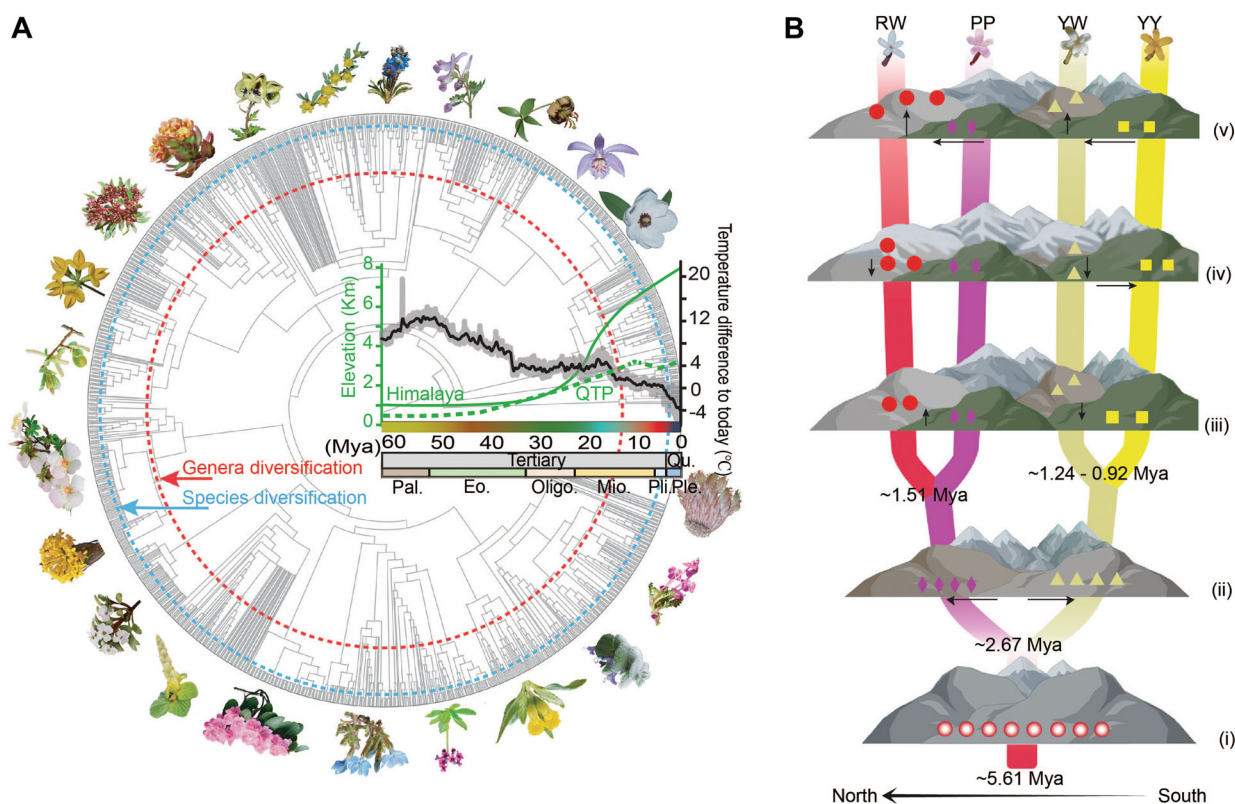 A
Elevation (Km)
8
6
4
2
0
Himalaya
QTP
20
12
4
0
-4
Temperature difference to today (℃)
(Mya)
60 50 40 30 20 10 0
Tertiary
Qu.
Pal. Eo. Oligo. Mio. Pli. Ple.
Genera diversification
Species diversification
B
RW PP YW YY
(v)
(iv)
(iii)
~1.51 Mya
~1.24 - 0.92 Mya
(ii)
~2.67 Mya
(i)
~5.61 Mya
North South